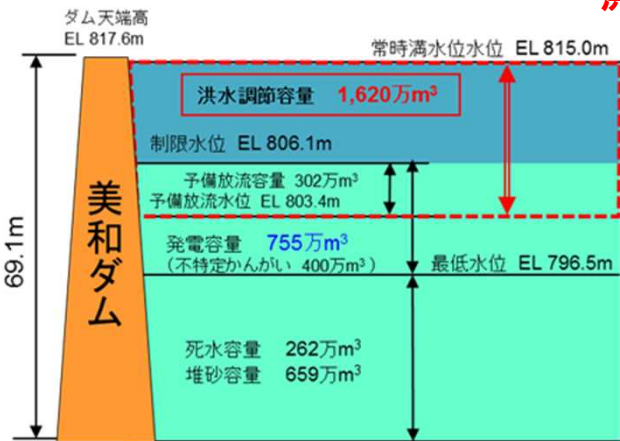 ダム天端高
EL 817.6m
常時満水位水位 EL 815.0m
洪水調節容量 1,620万m³
制限水位 EL 806.1m
予備放流容量 302万m³
予備放流水位 EL 803.4m
発電容量 755万m³
(不特定かんがい 400万m³)
最低水位 EL 796.5m
美和ダム
69.1m
死水容量 262万m³
堆砂容量 659万m³